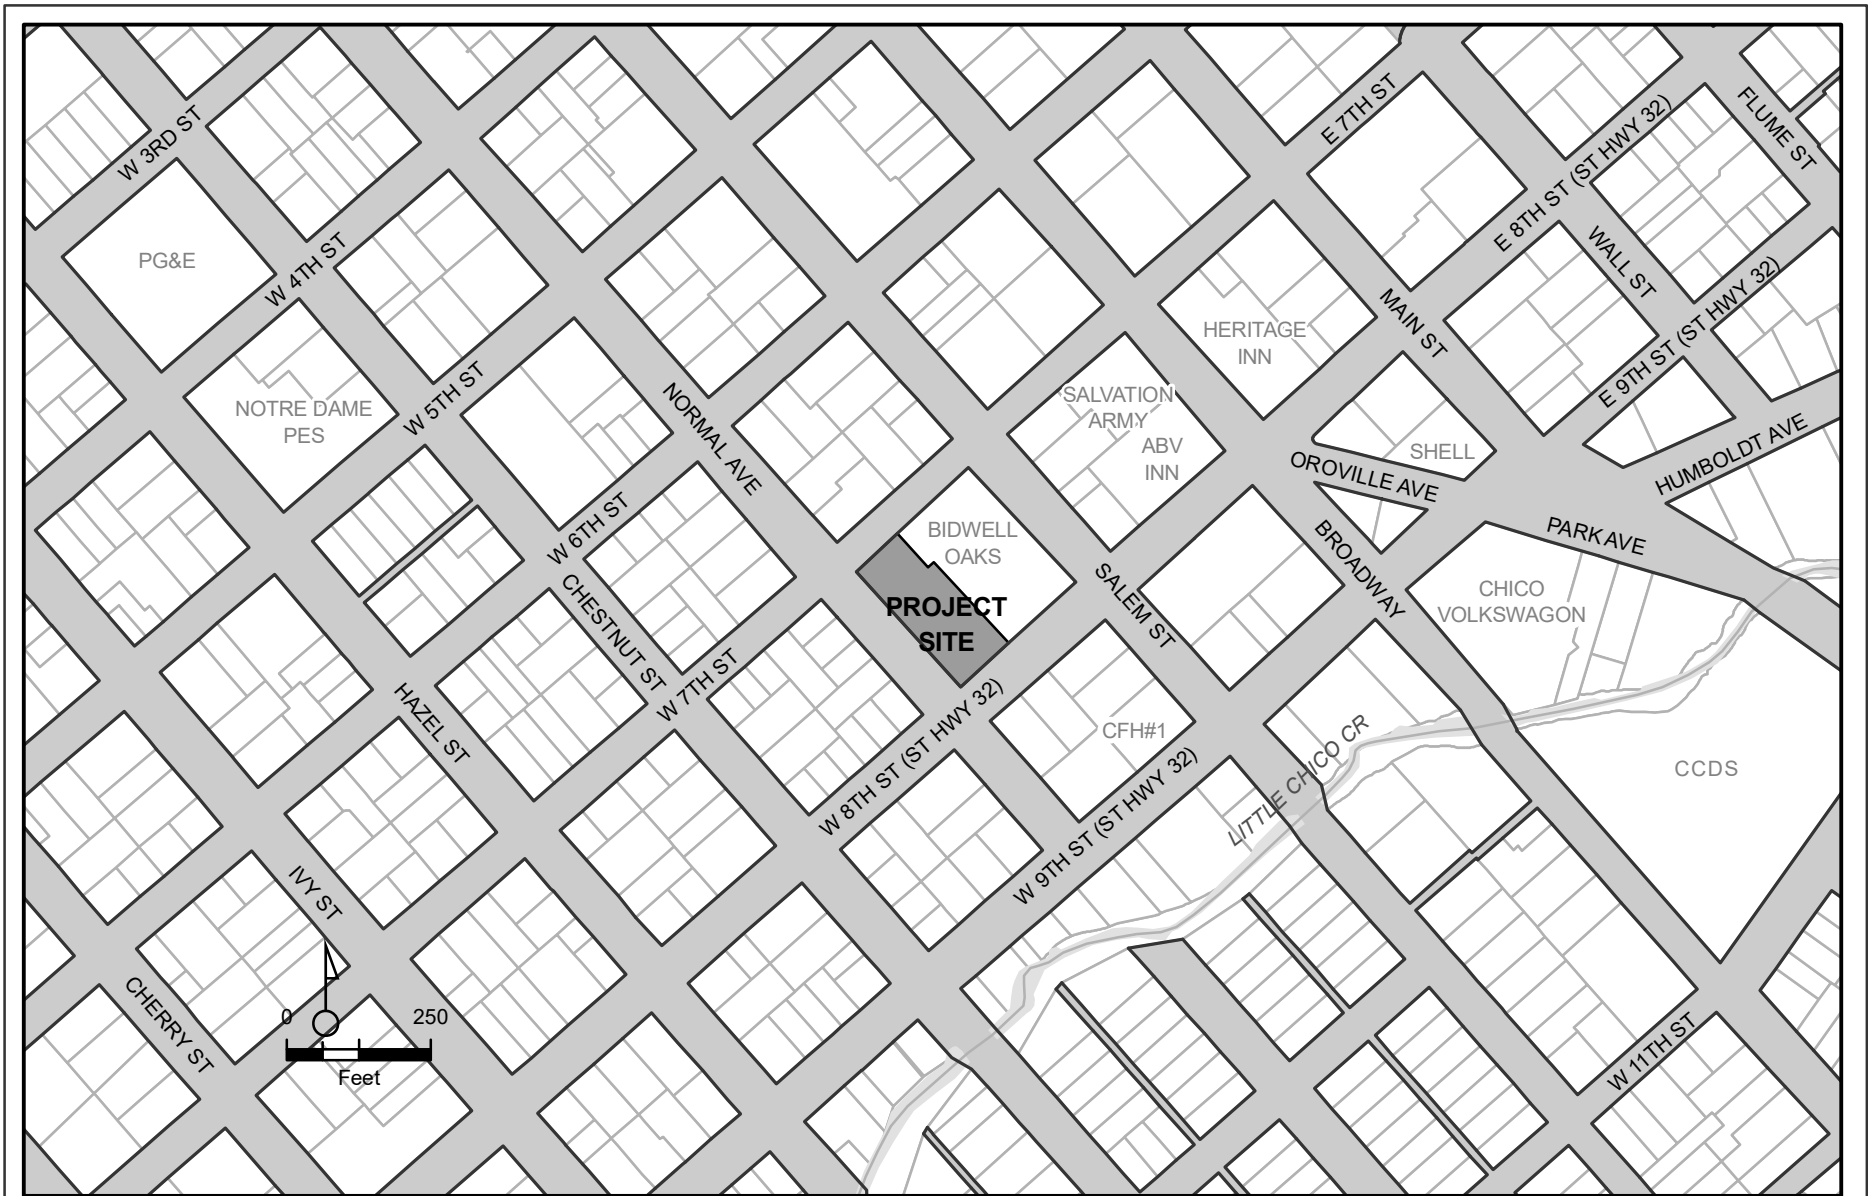 W 3RD ST
E 7TH ST
E 8TH ST (ST HWY 32)
FLUME ST
PG&E
W 4TH ST
WALL ST
E 9TH ST (ST HWY 32)
MAIN ST
HERITAGE
INN
NOTRE DAME
PES
W 5TH ST
NORMAL AVE
SALVATION
ARMY
ABV
INN
SHELL
OROVILLE AVE
HUMBOLDT AVE
PARK AVE
W 6TH ST
BIDWELL
OAKS
BROADWAY
CHICO
VOLKSWAGON
PROJECT
SITE
SALEM ST
CHESTNUT ST
W 7TH ST
HAZEL ST
W 8TH ST (ST HWY 32)
CFH#1
W 9TH ST (ST HWY 32)
LITTLE CHICO CR
CCDS
IVY ST
CHERRY ST
0
250
Feet
W 11TH ST